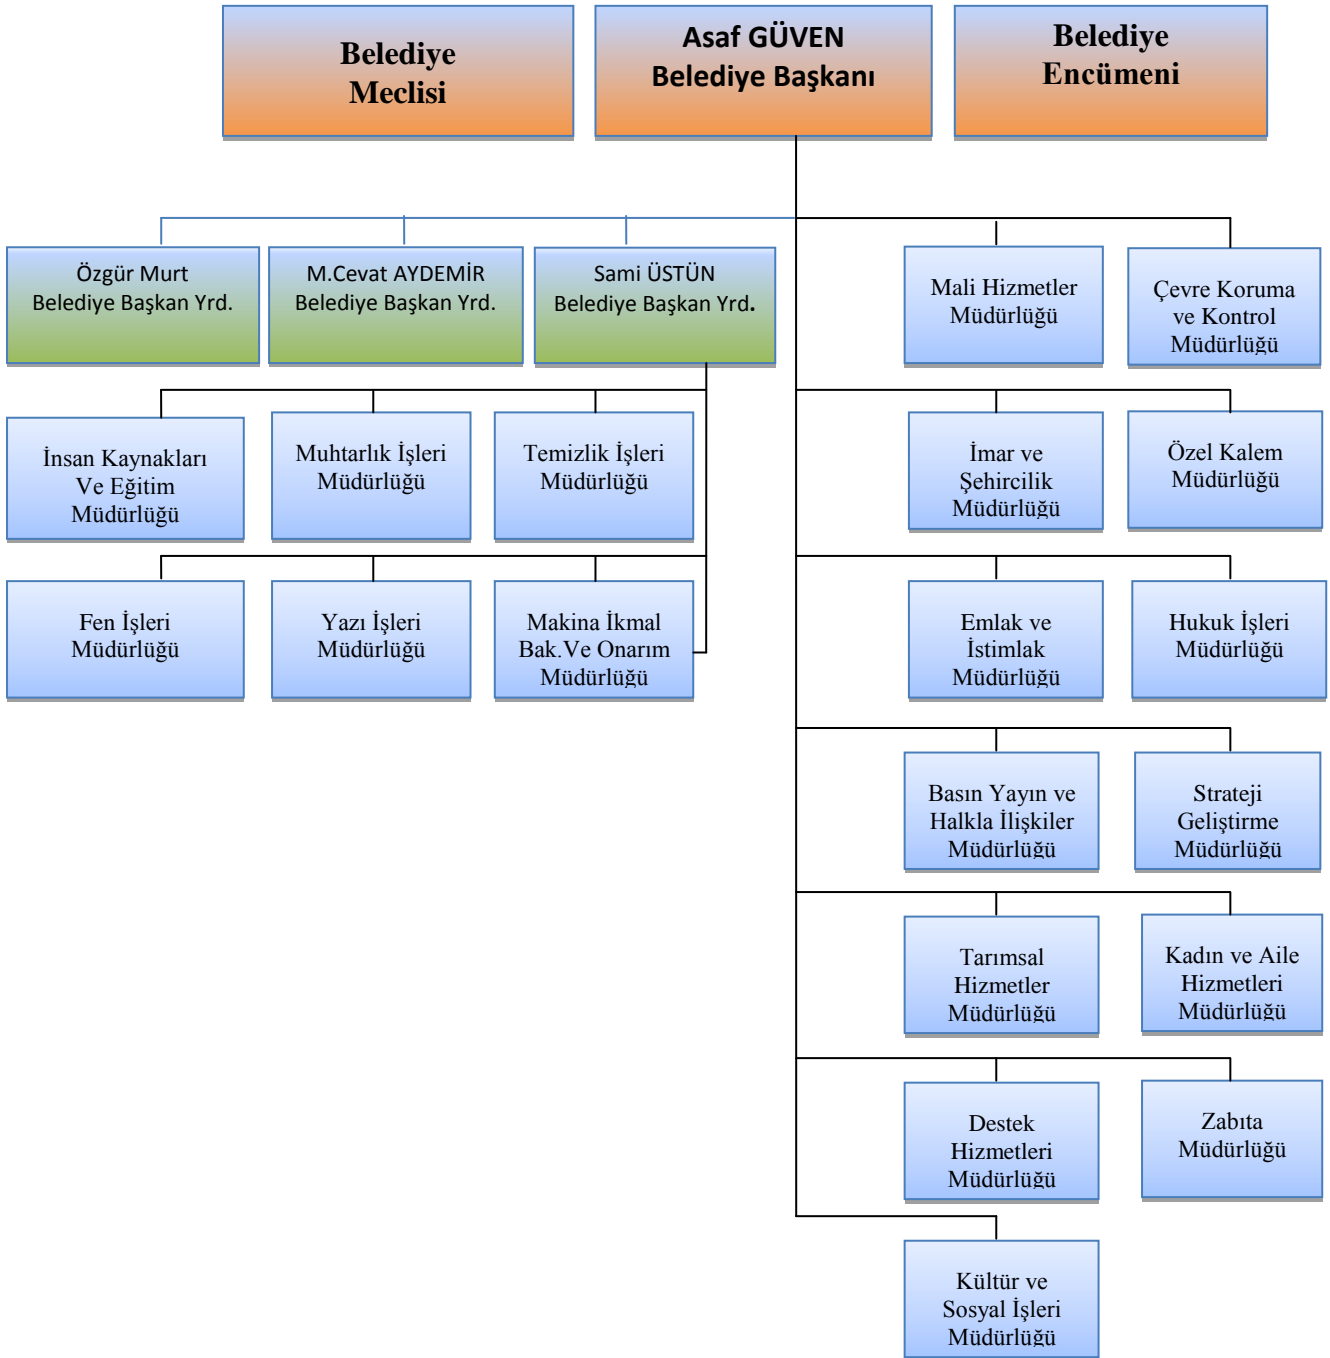 Belediye
Meclisi
Asaf GÜVEN
Belediye Başkanı
Belediye
Encümeni
Özgür Murt
Belediye Başkan Yrd.
M.Cevat AYDEMİR
Belediye Başkan Yrd.
Sami ÜSTÜN
Belediye Başkan Yrd.
Mali Hizmetler
Müdürlüğü
Çevre Koruma
ve Kontrol
Müdürlüğü
İnsan Kaynakları
Ve Eğitim
Müdürlüğü
Muhtarlık İşleri
Müdürlüğü
Temizlik İşleri
Müdürlüğü
İmar ve
Şehircilik
Müdürlüğü
Özel Kalem
Müdürlüğü
Fen İşleri
Müdürlüğü
Yazı İşleri
Müdürlüğü
Makina İkmal
Bak.Ve Onarım
Müdürlüğü
Emlak ve
İstimlak
Müdürlüğü
Hukuk İşleri
Müdürlüğü
Basın Yayın ve
Halkla İlişkiler
Müdürlüğü
Strateji
Geliştirme
Müdürlüğü
Tarımsal
Hizmetler
Müdürlüğü
Kadın ve Aile
Hizmetleri
Müdürlüğü
Destek
Hizmetleri
Müdürlüğü
Zabıta
Müdürlüğü
Kültür ve
Sosyal İşleri
Müdürlüğü